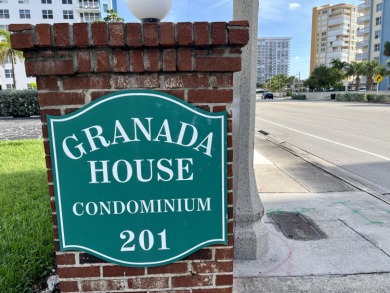 GRANADA
HOUSE
CONDOMINIUM
201